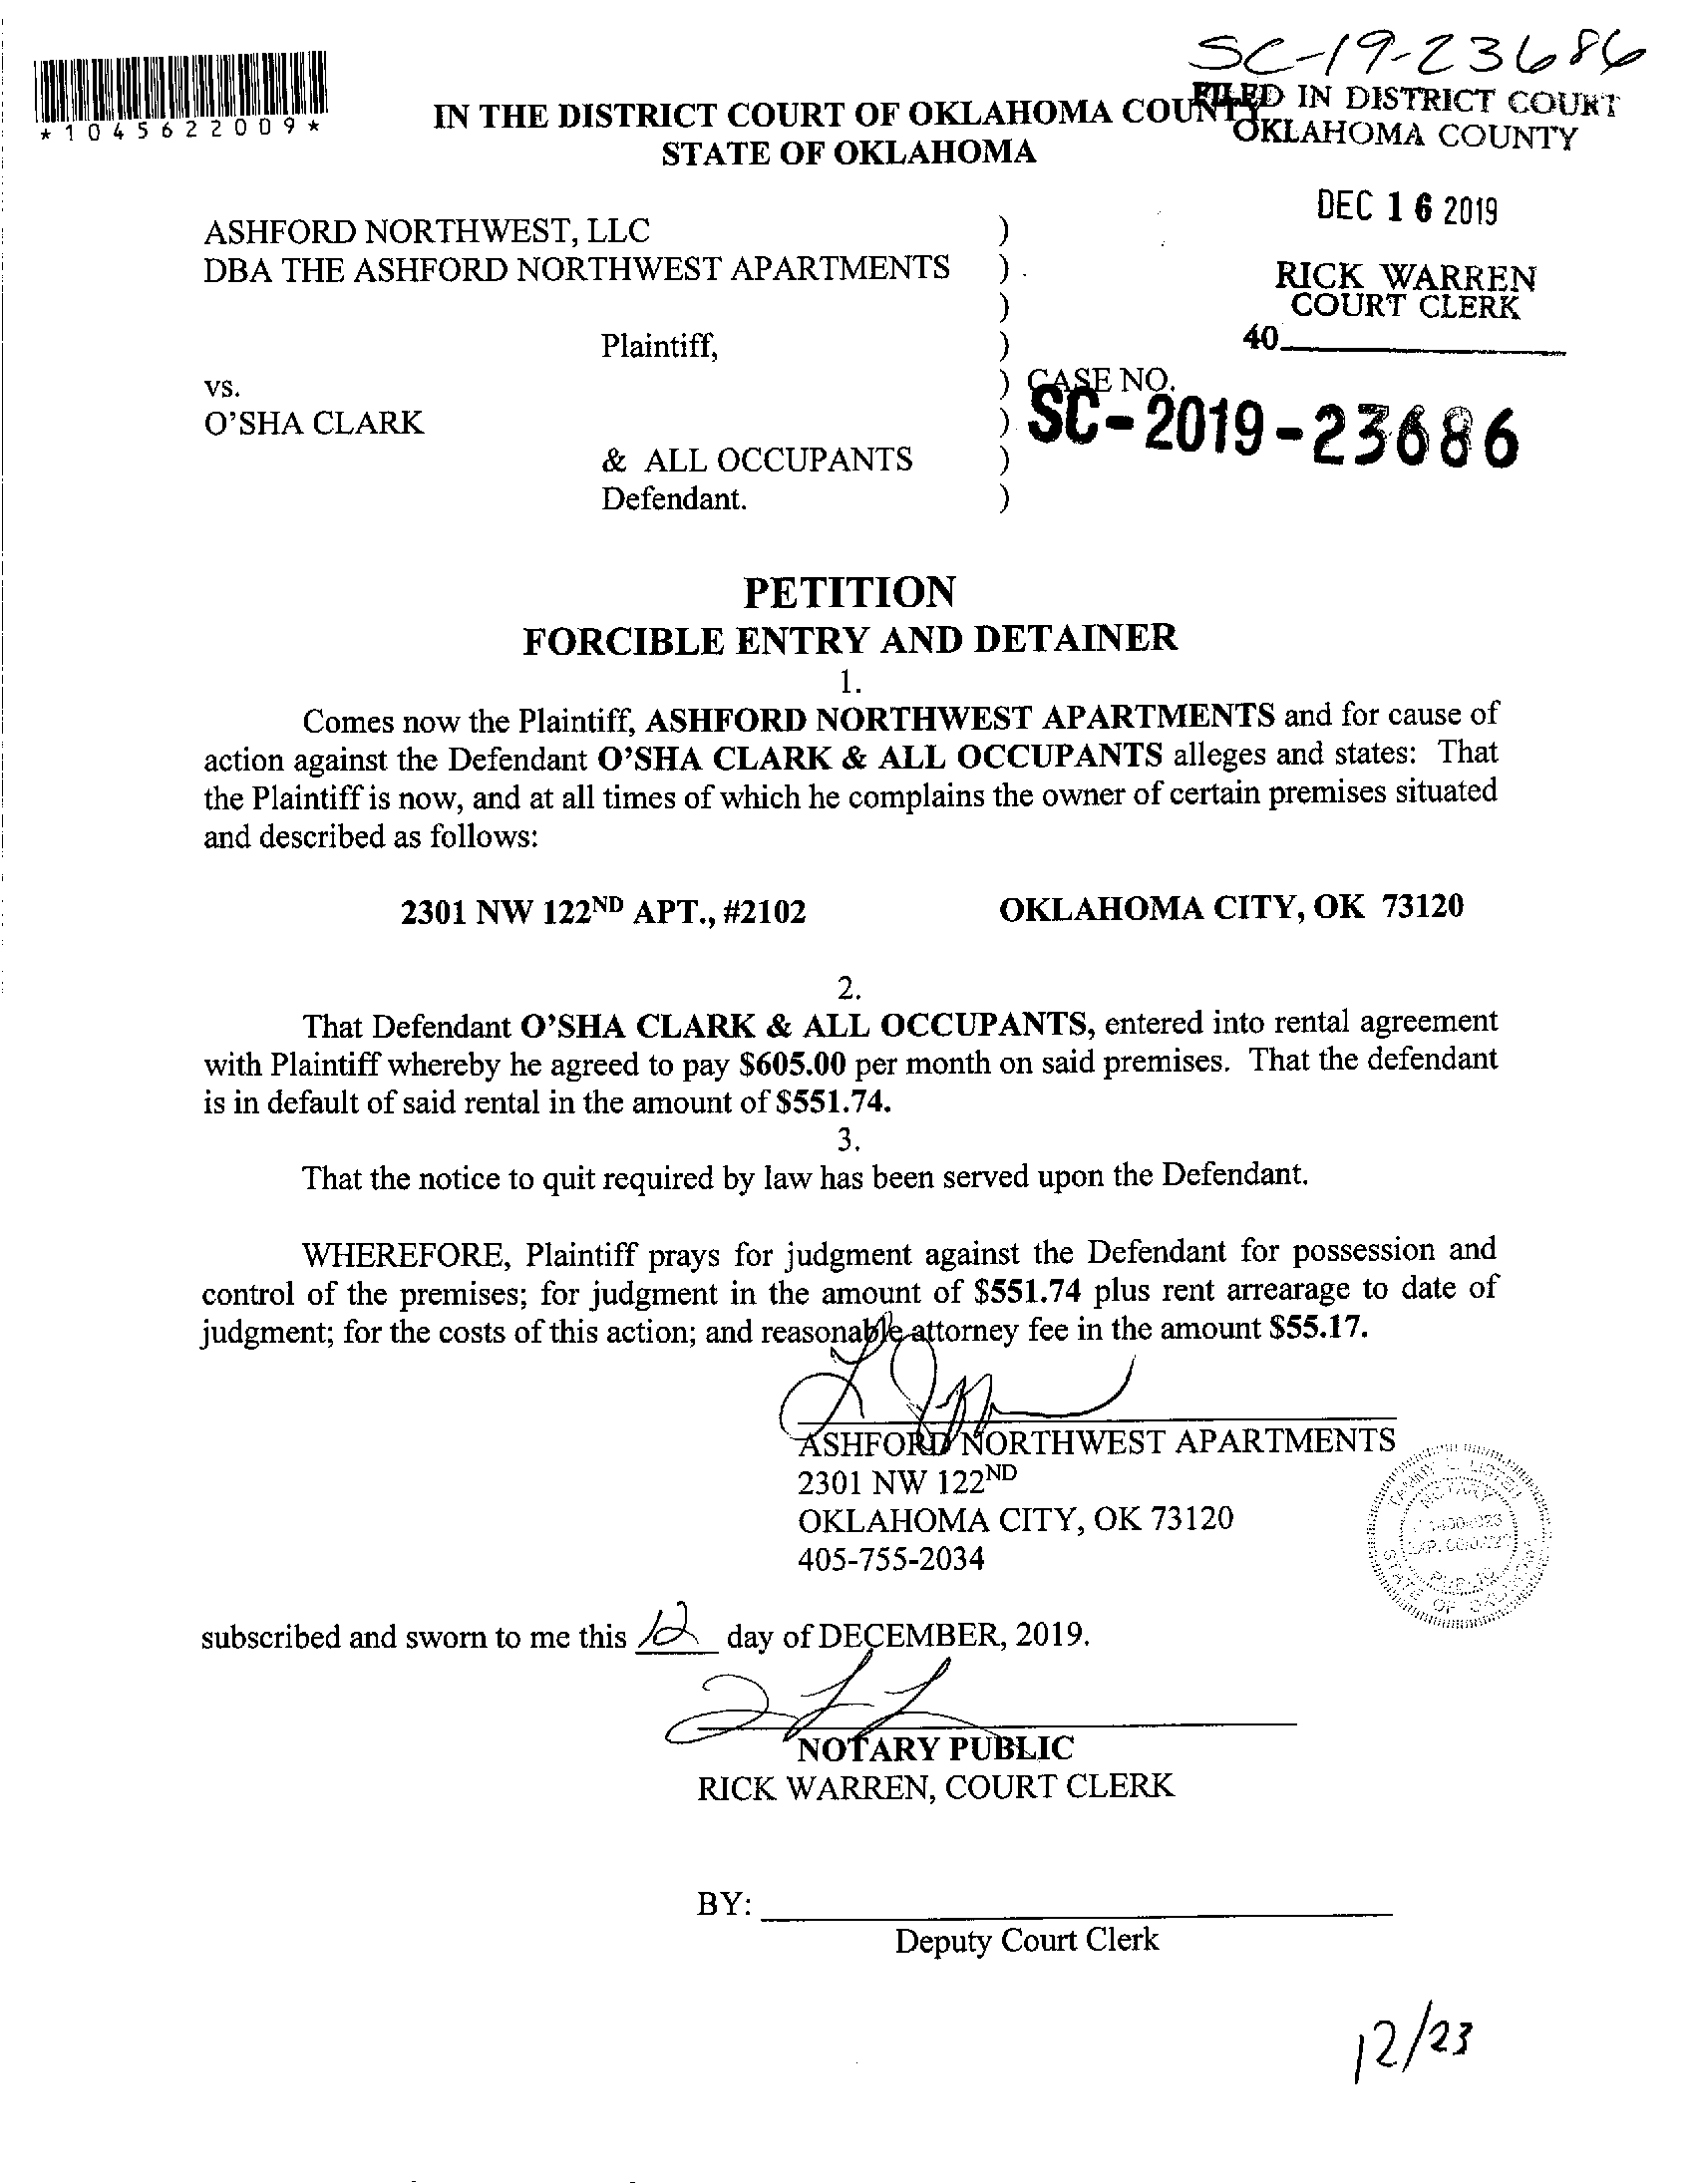 SC-19-23686
*1045622009*
IN THE DISTRICT COURT OF OKLAHOMA COUNTY
STATE OF OKLAHOMA
FILED IN DISTRICT COURT
OKLAHOMA COUNTY
DEC 16 2019
RICK WARREN
COURT CLERK
40
ASHFORD NORTHWEST, LLC )
DBA THE ASHFORD NORTHWEST APARTMENTS )
)
Plaintiff, )
vs. ) CASE NO.
O'SHA CLARK ) SC-2019-23686
& ALL OCCUPANTS )
Defendant. )
PETITION
FORCIBLE ENTRY AND DETAINER
1.
Comes now the Plaintiff, ASHFORD NORTHWEST APARTMENTS and for cause of
action against the Defendant O'SHA CLARK & ALL OCCUPANTS alleges and states: That
the Plaintiff is now, and at all times of which he complains the owner of certain premises situated
and described as follows:
2301 NW 122ND APT., #2102 OKLAHOMA CITY, OK 73120
2.
That Defendant O'SHA CLARK & ALL OCCUPANTS, entered into rental agreement
with Plaintiff whereby he agreed to pay $605.00 per month on said premises. That the defendant
is in default of said rental in the amount of $551.74.
3.
That the notice to quit required by law has been served upon the Defendant.
WHEREFORE, Plaintiff prays for judgment against the Defendant for possession and
control of the premises; for judgment in the amount of $551.74 plus rent arrearage to date of
judgment; for the costs of this action; and reasonable attorney fee in the amount $55.17.
ASHFORD NORTHWEST APARTMENTS
2301 NW 122ND
OKLAHOMA CITY, OK 73120
405-755-2034
NOTARY
PUBLIC
STATE OF OKLAHOMA
subscribed and sworn to me this 12 day of DECEMBER, 2019.
NOTARY PUBLIC
RICK WARREN, COURT CLERK
BY:
Deputy Court Clerk
12/23